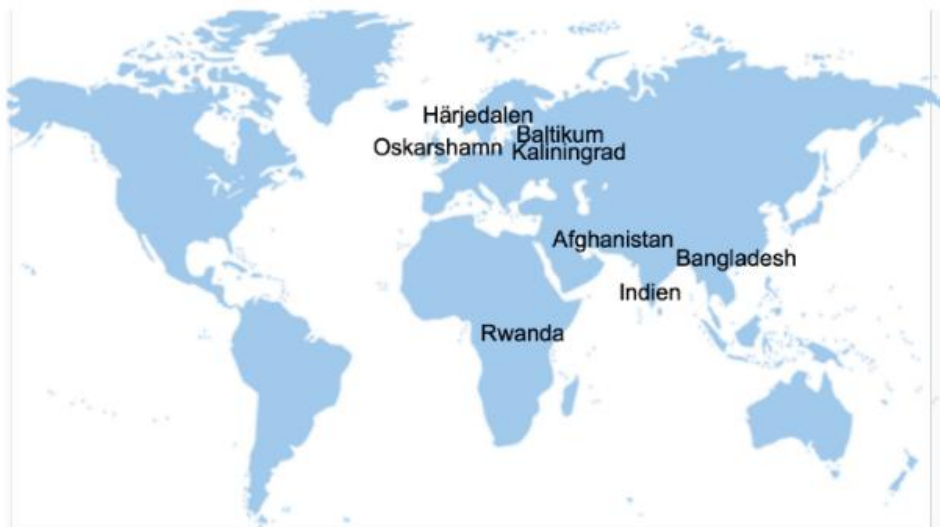 Härjedalen
Baltikum
Oskarshamn
Kaliningrad
Afghanistan
Bangladesh
Indien
Rwanda